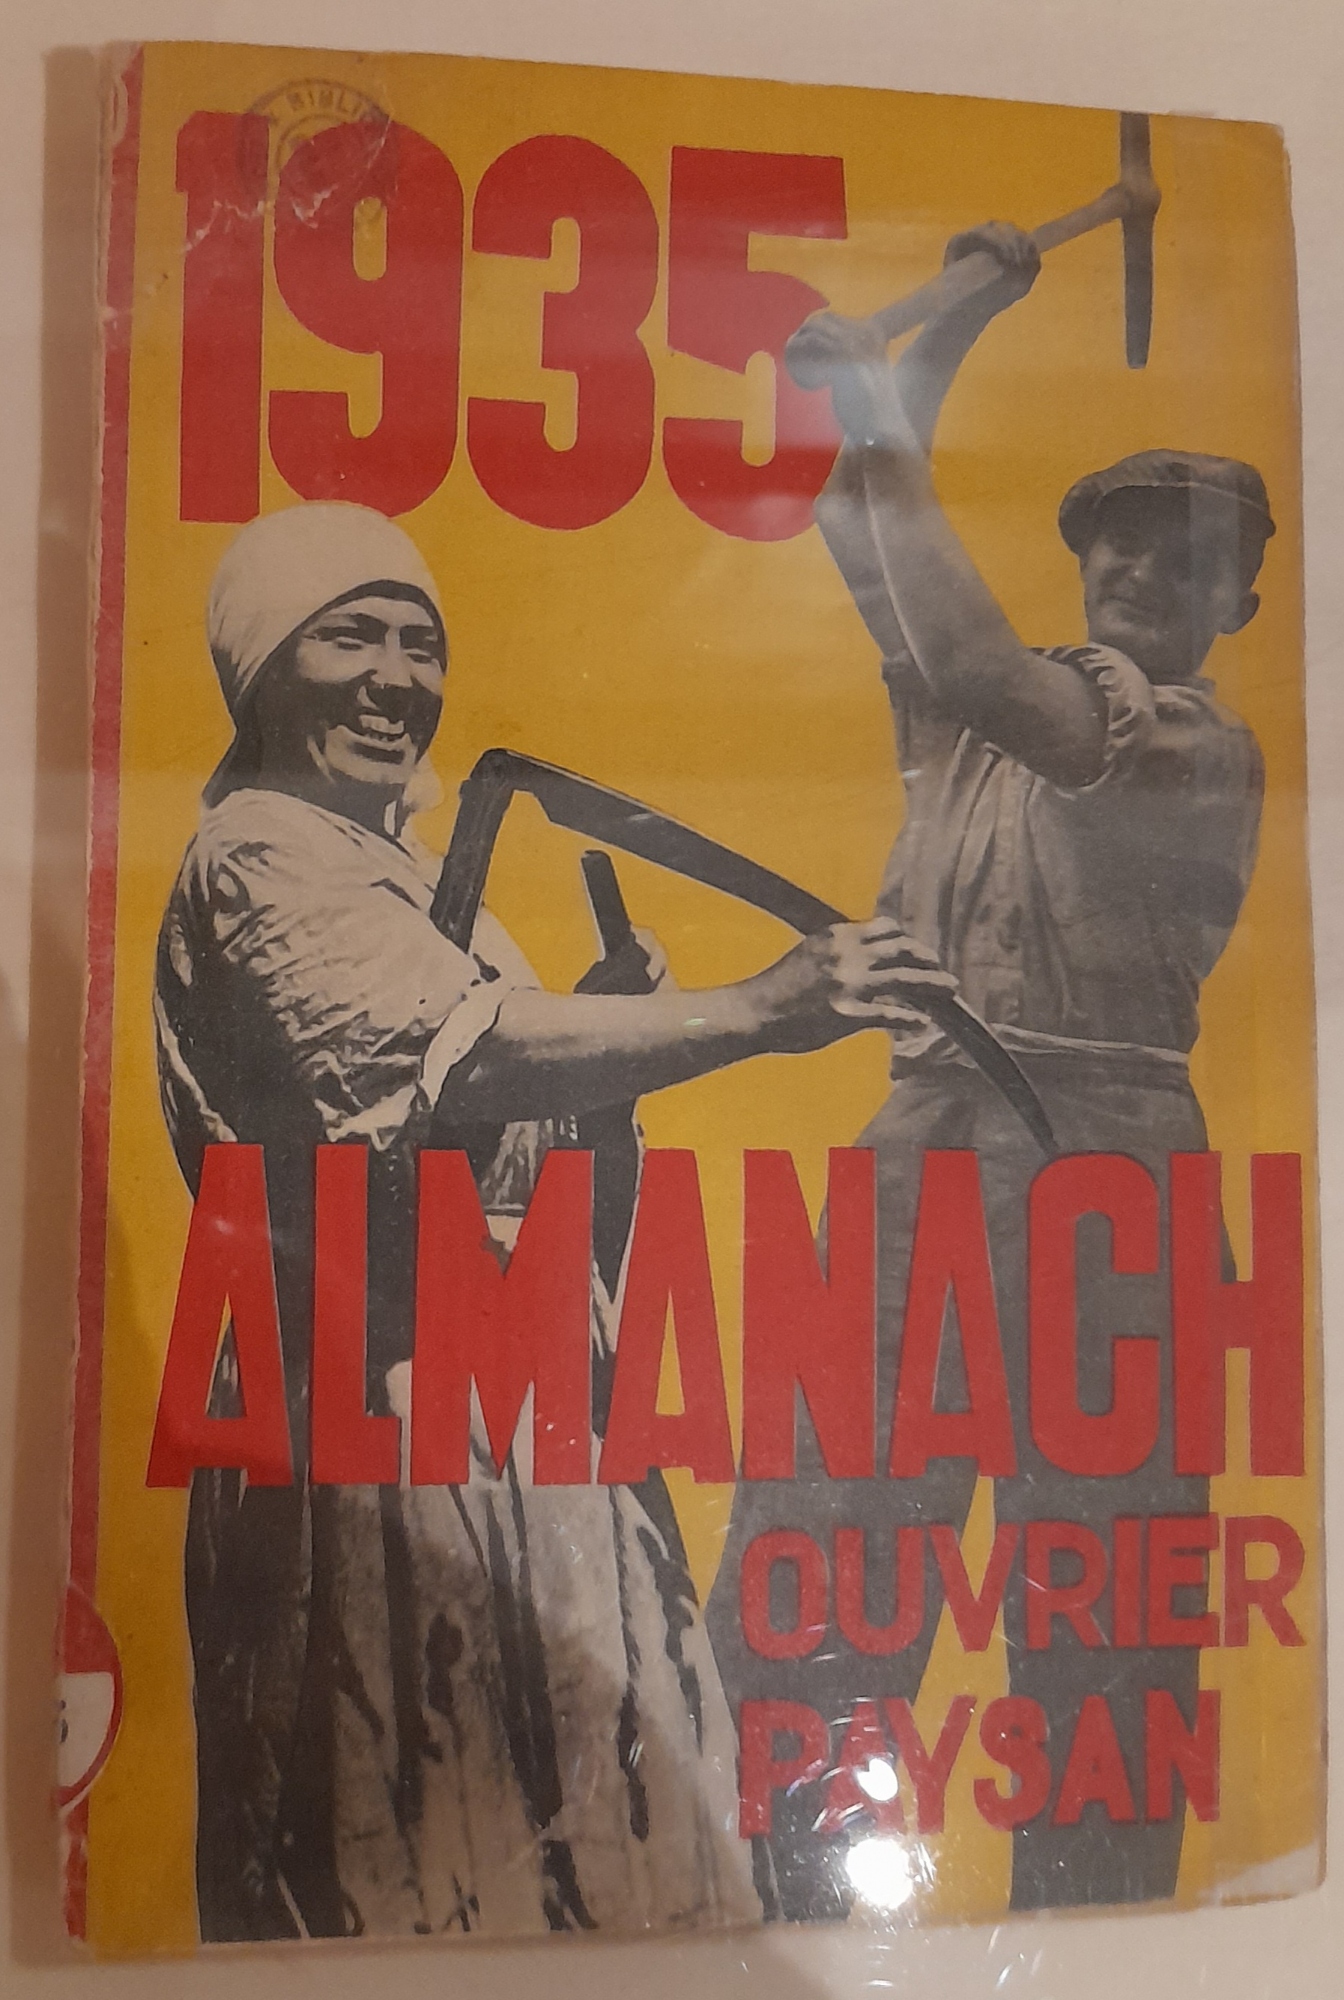 1935
ALMANACH
OUVRIER
PAYSAN